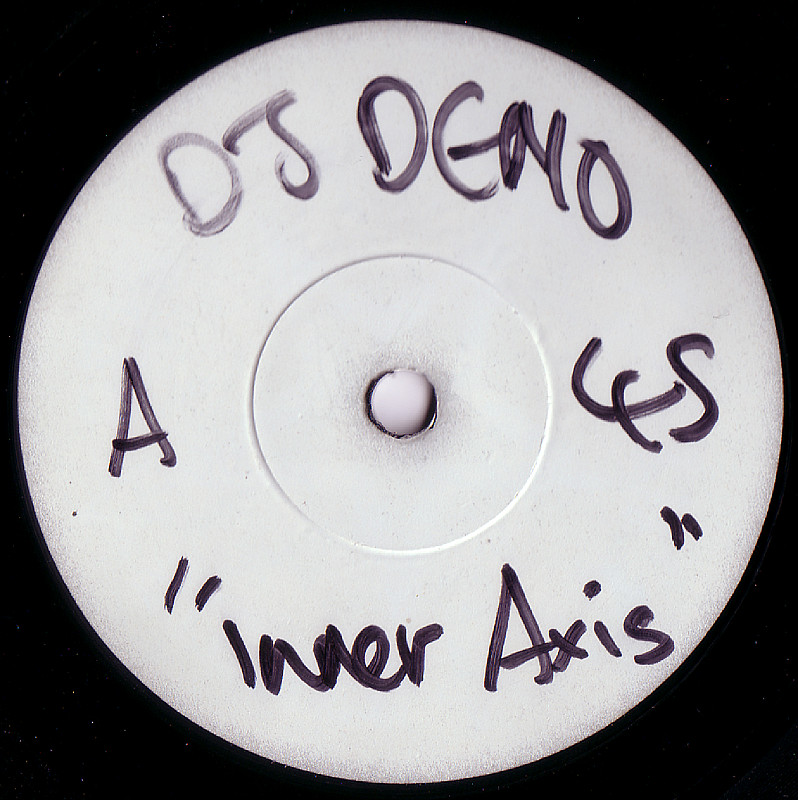 DJ DEMO
A 45
"Inner Axis"